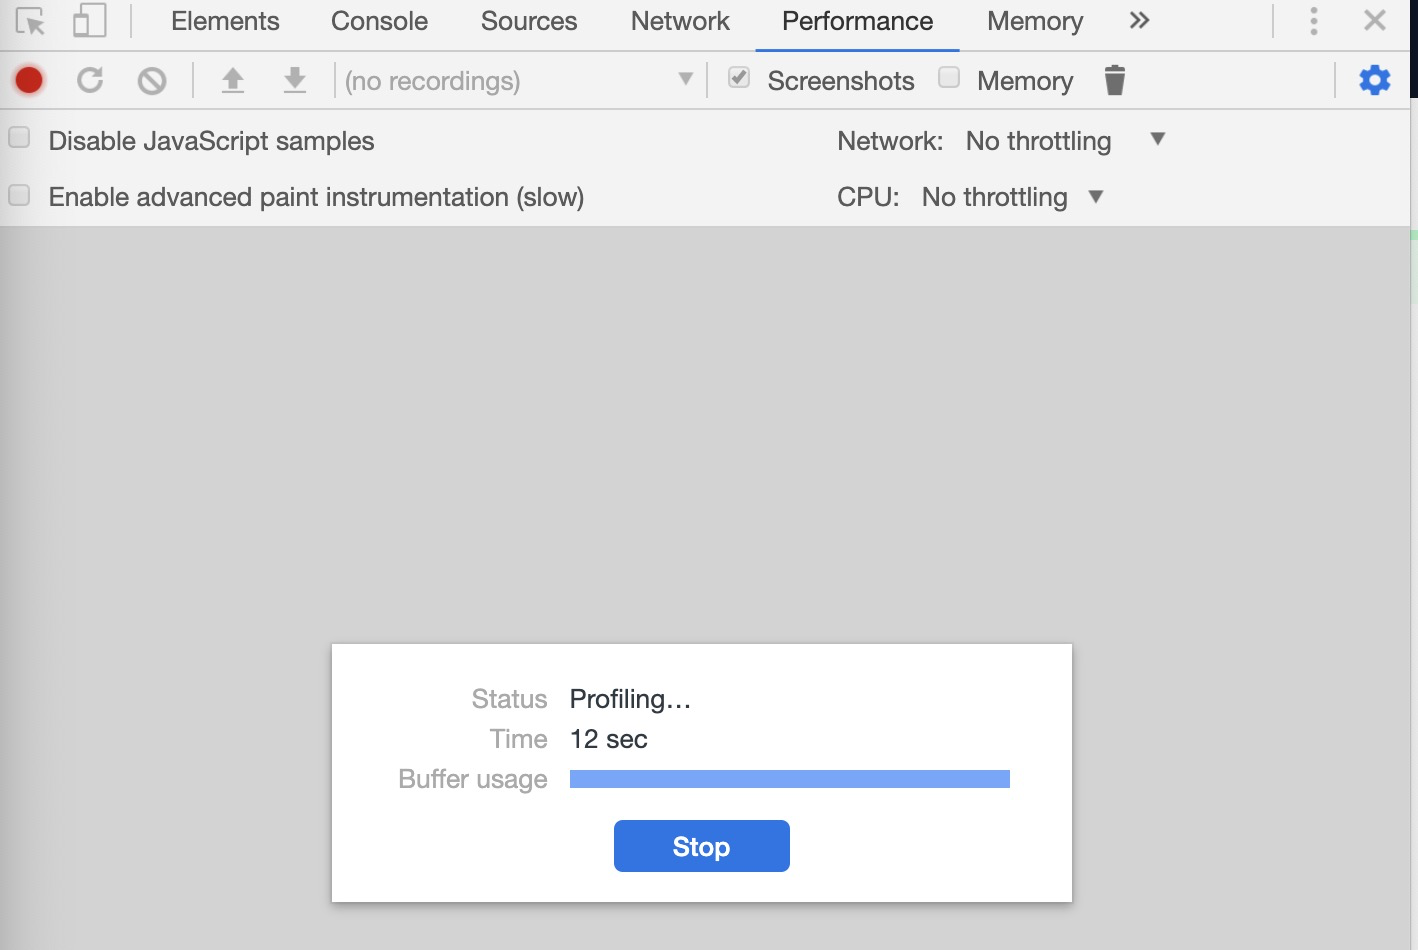 Elements Console Sources Network Performance Memory »
(no recordings) Screenshots Memory
Disable JavaScript samples Network: No throttling
Enable advanced paint instrumentation (slow) CPU: No throttling
Status Profiling...
Time 12 sec
Buffer usage
Stop